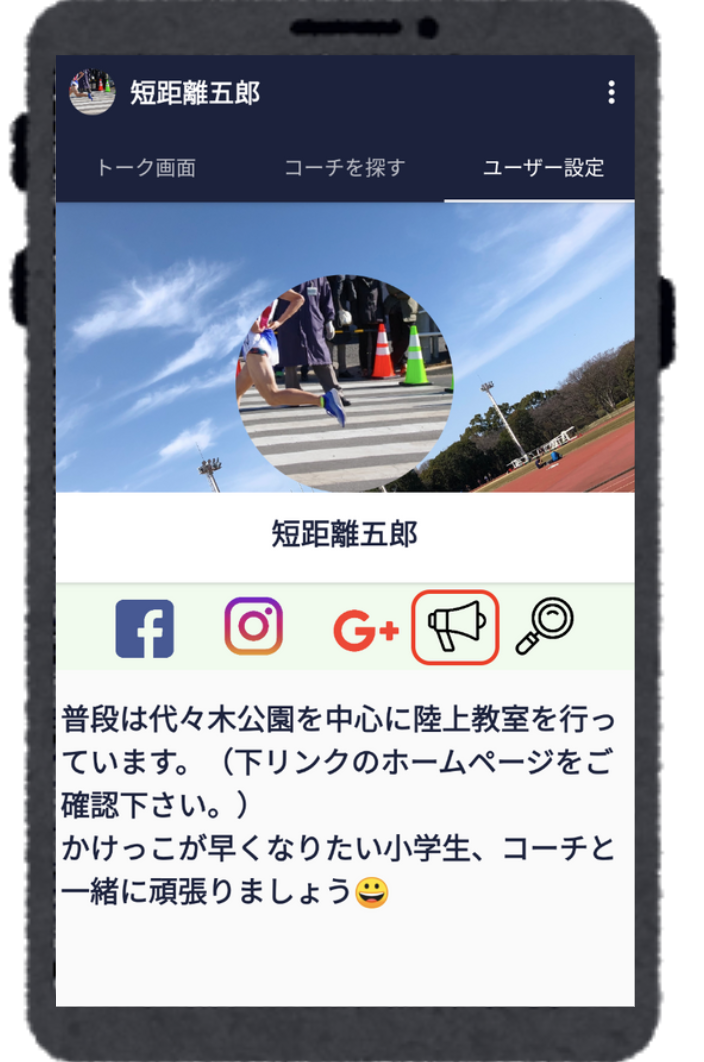 短距離五郎
トーク画面
コーチを探す
ユーザー設定
短距離五郎
G+
普段は代々木公園を中心に陸上教室を行っ
ています。（下リンクのホームページをご
確認下さい。）
かけっこが早くなりたい小学生、コーチと
一緒に頑張りましょう😀